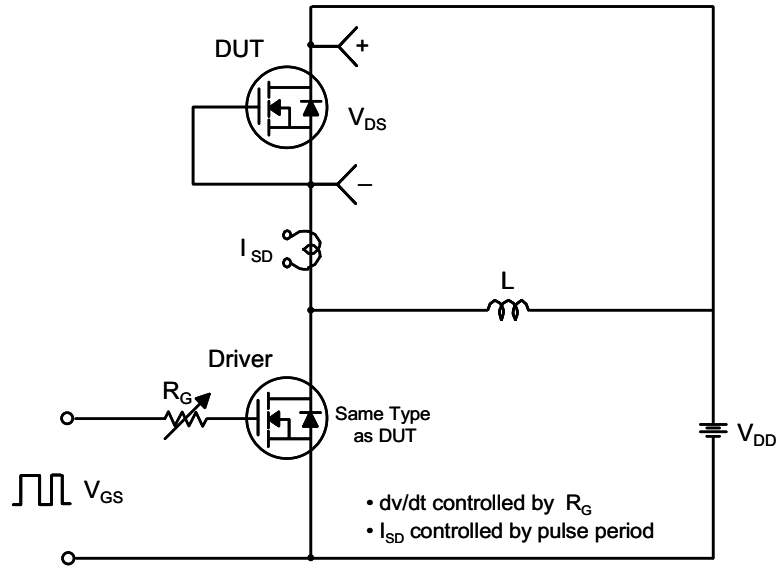 DUT
+
V_DS
–
I_SD
L
Driver
R_G
Same Type
as DUT
V_DD
V_GS
• dv/dt controlled by R_G
• I_SD controlled by pulse period